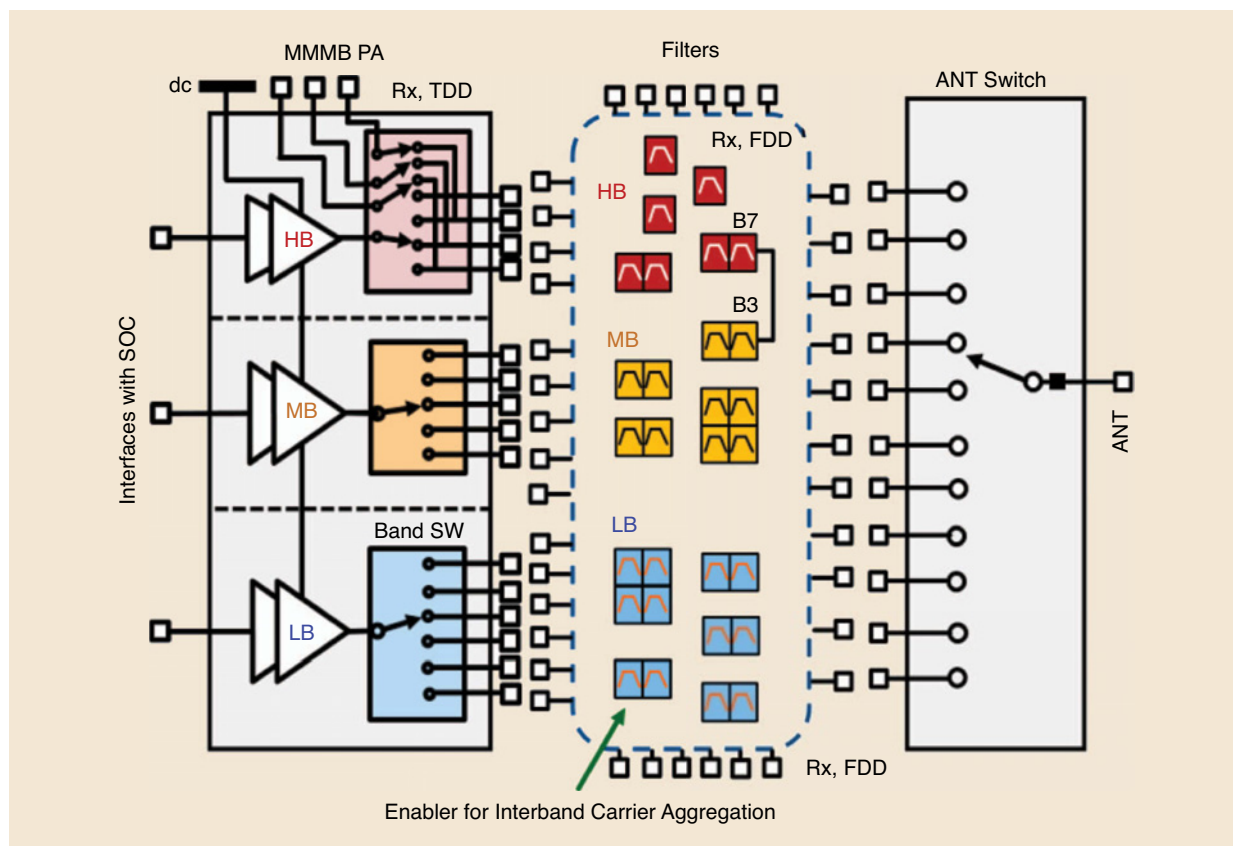 MMMB PA
Filters
dc
Rx, TDD
ANT Switch
Rx, FDD
HB
HB
B7
B3
MB
MB
Interfaces with SOC
ANT
LB
Band SW
LB
Rx, FDD
Enabler for Interband Carrier Aggregation